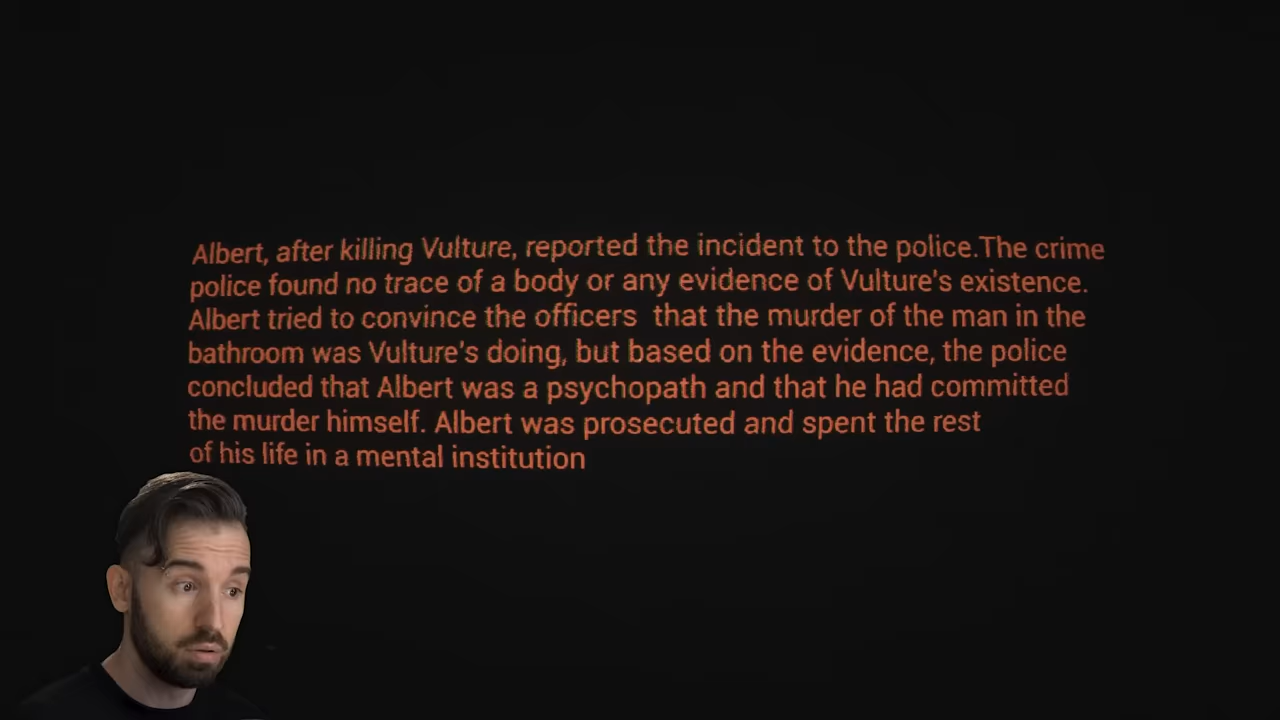 Albert, after killing Vulture, reported the incident to the police.The crime
police found no trace of a body or any evidence of Vulture's existence.
Albert tried to convince the officers  that the murder of the man in the
bathroom was Vulture's doing, but based on the evidence, the police
concluded that Albert was a psychopath and that he had committed
the murder himself. Albert was prosecuted and spent the rest
of his life in a mental institution